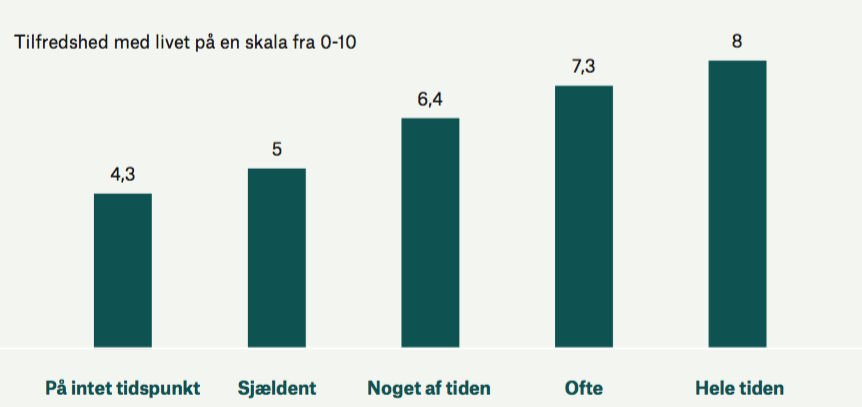 Tilfredshed med livet på en skala fra 0-10
4,3
5
6,4
7,3
8
På intet tidspunkt
Sjældent
Noget af tiden
Ofte
Hele tiden